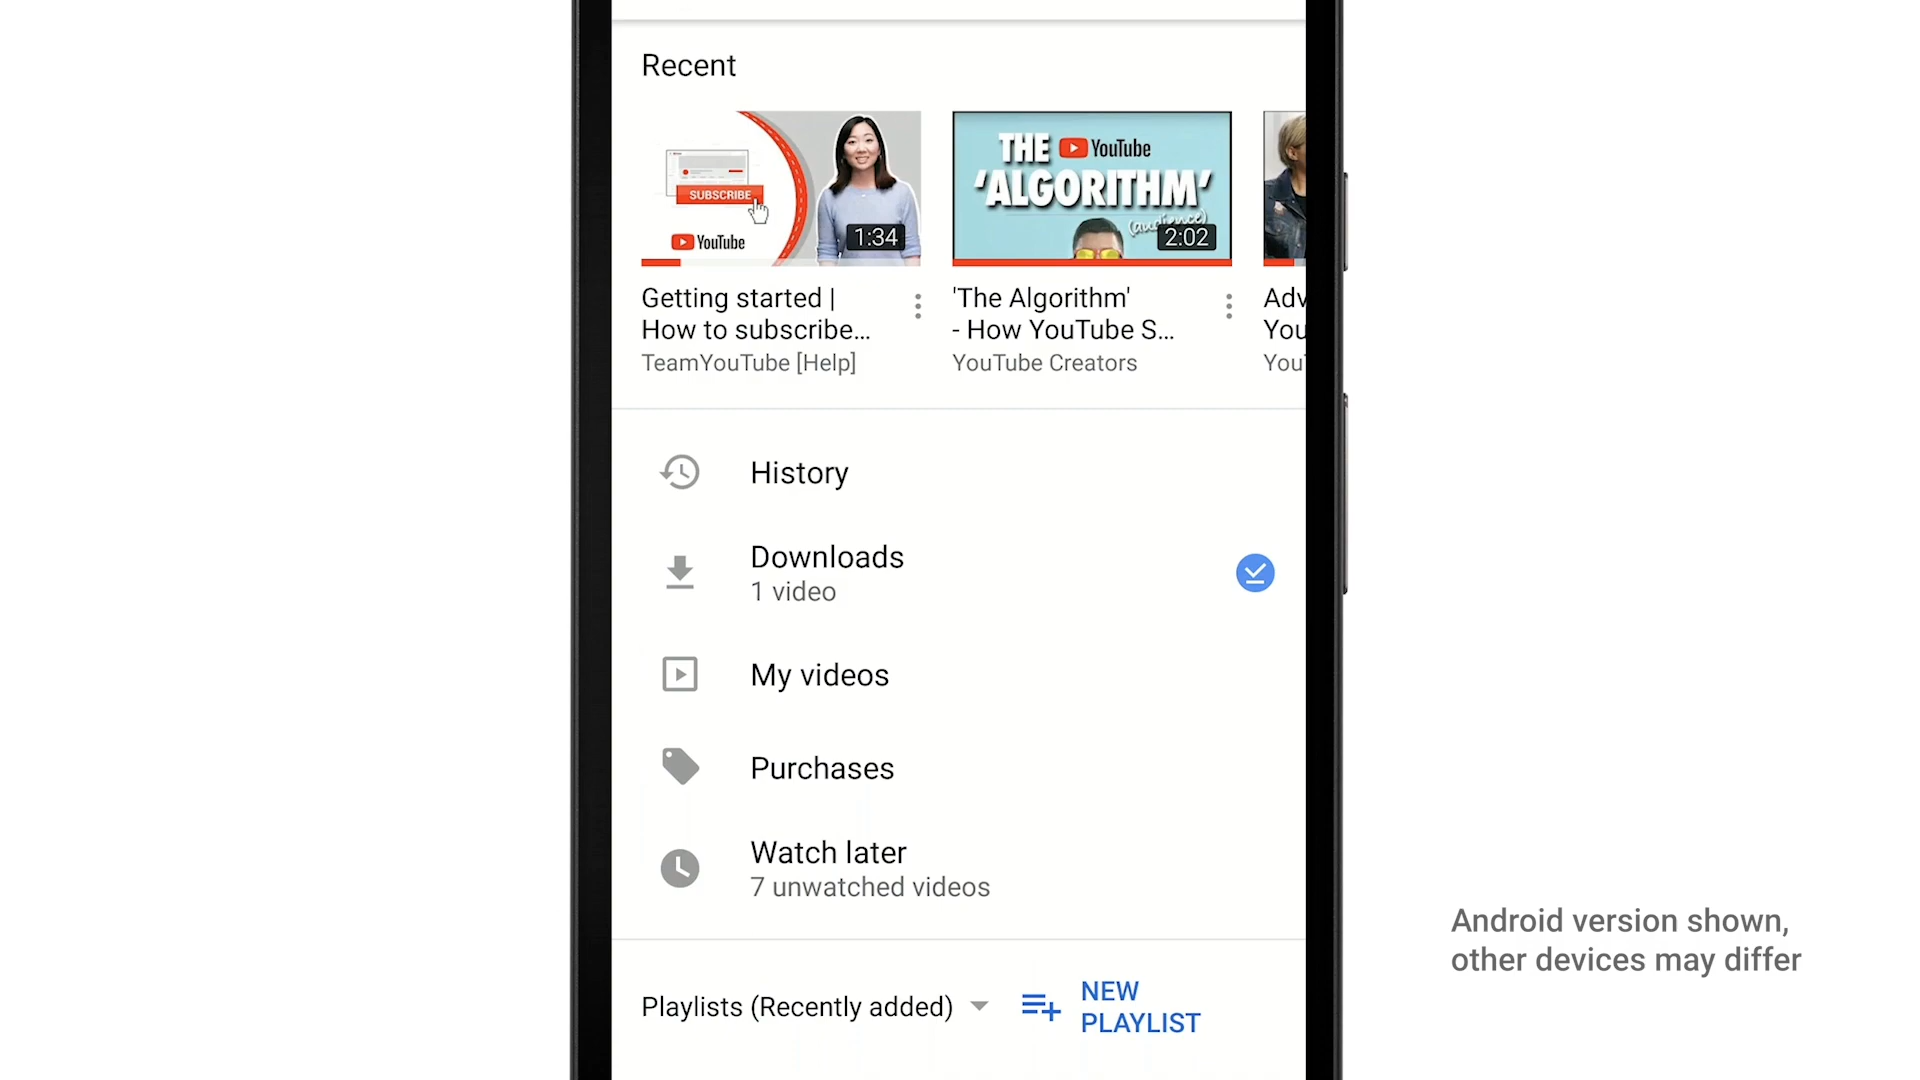 Recent
SUBSCRIBE
YouTube
1:34
THE YouTube
'ALGORITHM'
(audience)
2:02
Getting started |
How to subscribe...
TeamYouTube [Help]
'The Algorithm'
- How YouTube S...
YouTube Creators
Adv
You
You
History
Downloads
1 video
My videos
Purchases
Watch later
7 unwatched videos
Playlists (Recently added)
NEW
PLAYLIST
Android version shown,
other devices may differ